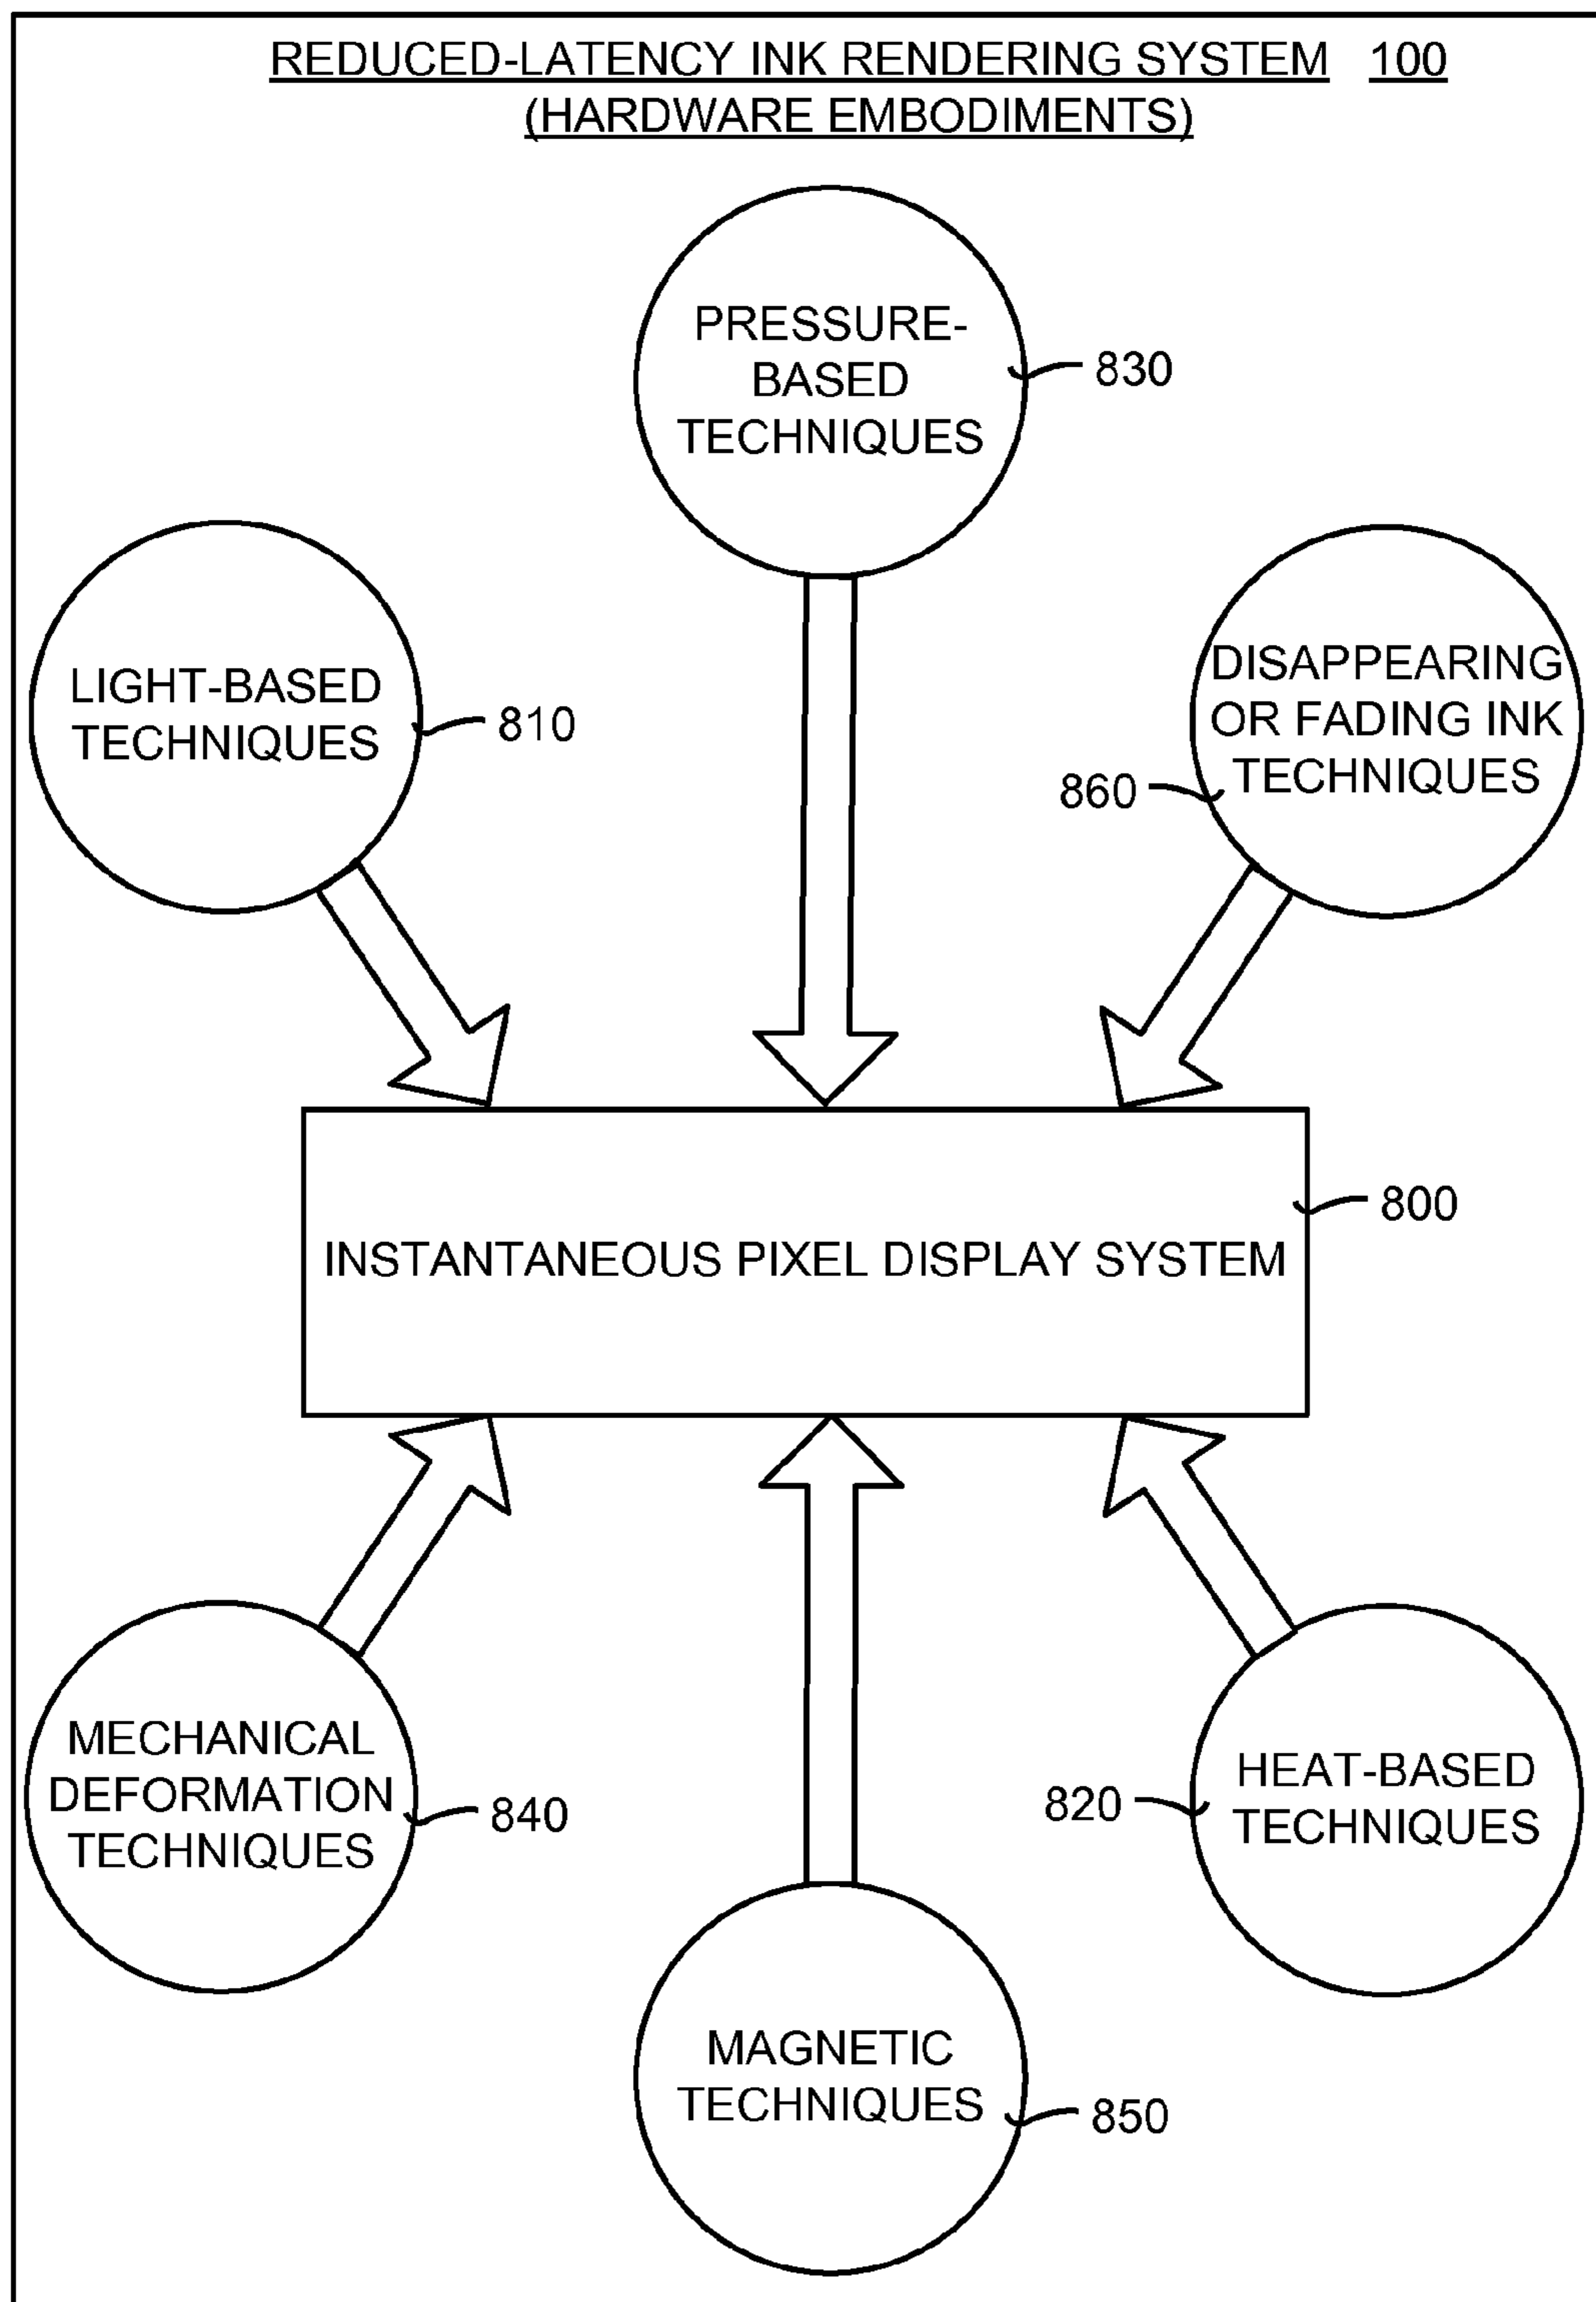 REDUCED-LATENCY INK RENDERING SYSTEM 100
(HARDWARE EMBODIMENTS)
PRESSURE-
BASED
TECHNIQUES
830
LIGHT-BASED
TECHNIQUES
810
DISAPPEARING
OR FADING INK
TECHNIQUES
860
INSTANTANEOUS PIXEL DISPLAY SYSTEM
800
MECHANICAL
DEFORMATION
TECHNIQUES
840
HEAT-BASED
TECHNIQUES
820
MAGNETIC
TECHNIQUES
850